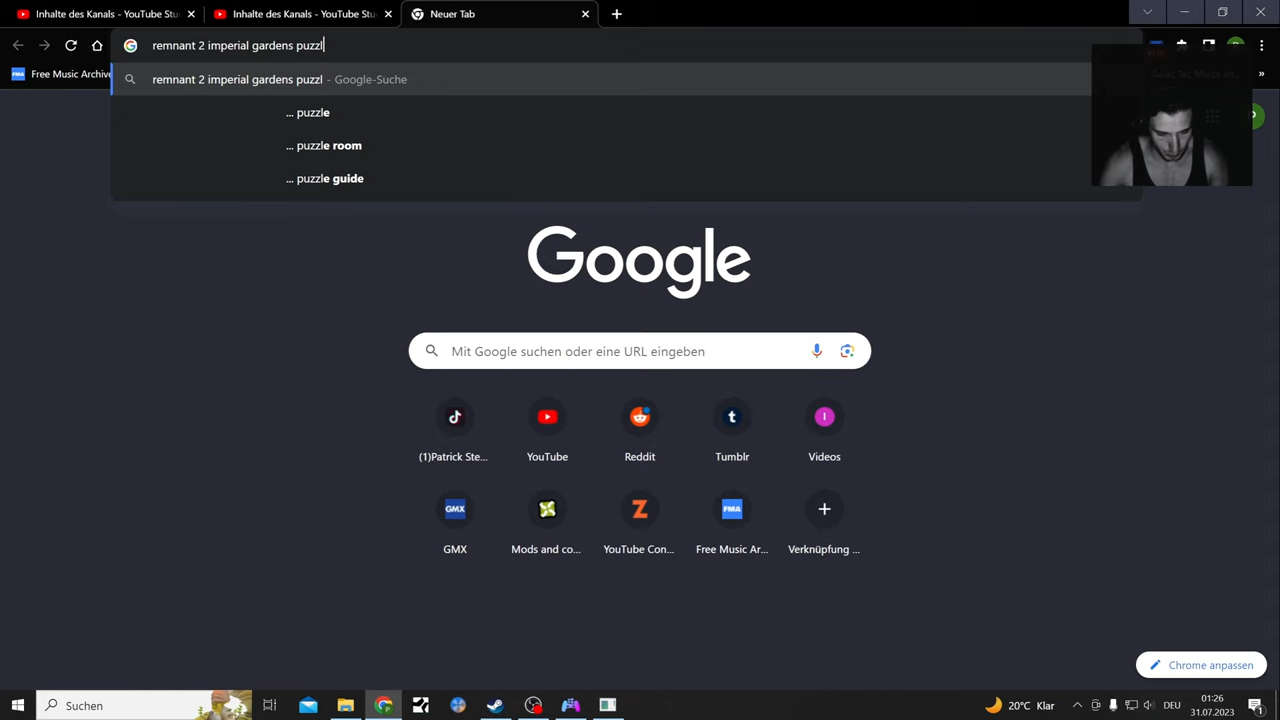 Inhalte des Kanals - YouTube Stu
Inhalte des Kanals - YouTube Stu
Neuer Tab
remnant 2 imperial gardens puzzl
Free Music Archive
remnant 2 imperial gardens puzzl - Google-Suche
... puzzle
... puzzle room
... puzzle guide
Google
Mit Google suchen oder eine URL eingeben
(1)Patrick Ste...
YouTube
Reddit
Tumblr
Videos
GMX
Mods and co...
YouTube Con...
Free Music Ar...
Verknüpfung ...
Chrome anpassen
Suchen
20°C Klar
DEU
01:26
31.07.2023